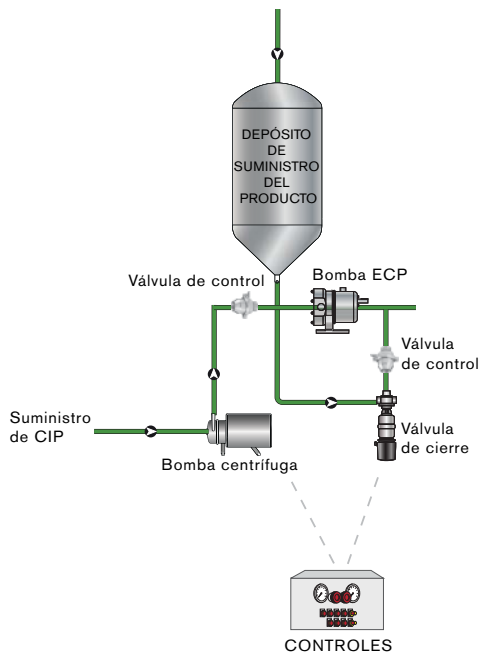 DEPÓSITO
DE
SUMINISTRO
DEL
PRODUCTO
Válvula de control
Bomba ECP
Válvula
de control
Suministro
de CIP
Válvula
de cierre
Bomba centrífuga
CONTROLES